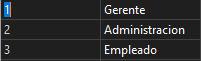 1 Gerente
2 Administracion
3 Empleado